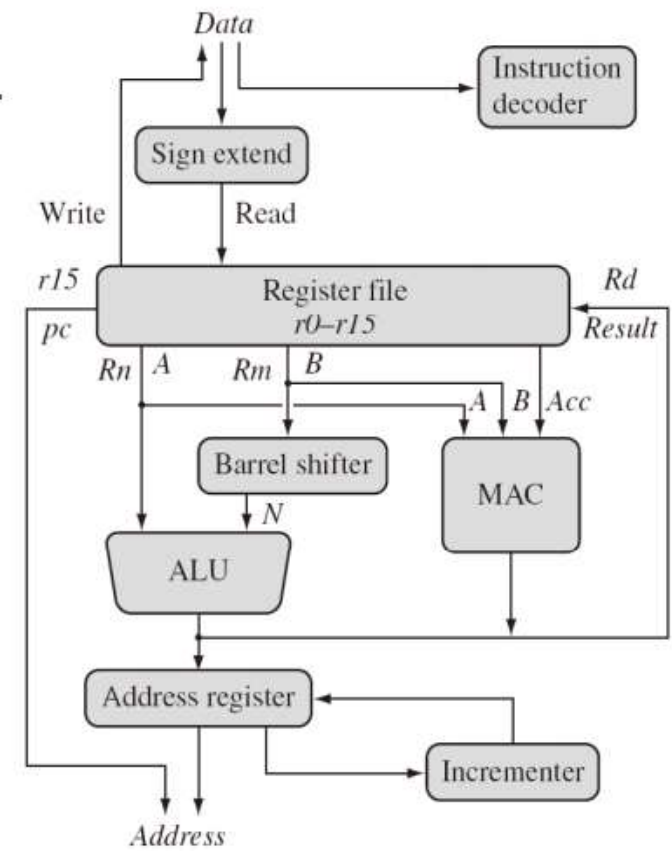 Data
Instruction
decoder
Sign extend
Write
Read
r15
Register file
Rd
pc
r0–r15
Result
Rn
A
Rm
B
A
B
Acc
Barrel shifter
MAC
N
ALU
Address register
Incrementer
Address